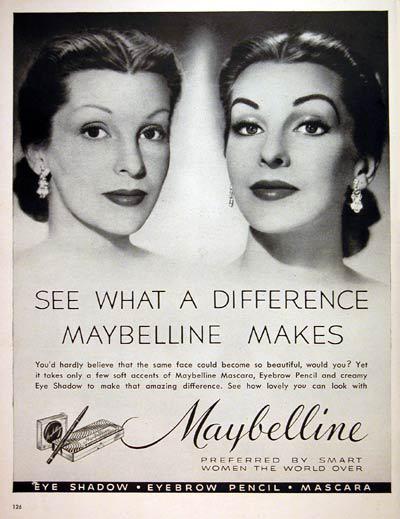 SEE WHAT A DIFFERENCE
MAYBELLINE MAKES
You'd hardly believe that the same face could become so beautiful, would you? Yet
it takes only a few soft accents of Maybelline Mascara, Eyebrow Pencil and creamy
Eye Shadow to make that amazing difference. See how lovely you can look with
Maybelline
PREFERRED BY SMART
WOMEN THE WORLD OVER
EYE SHADOW • EYEBROW PENCIL • MASCARA
126